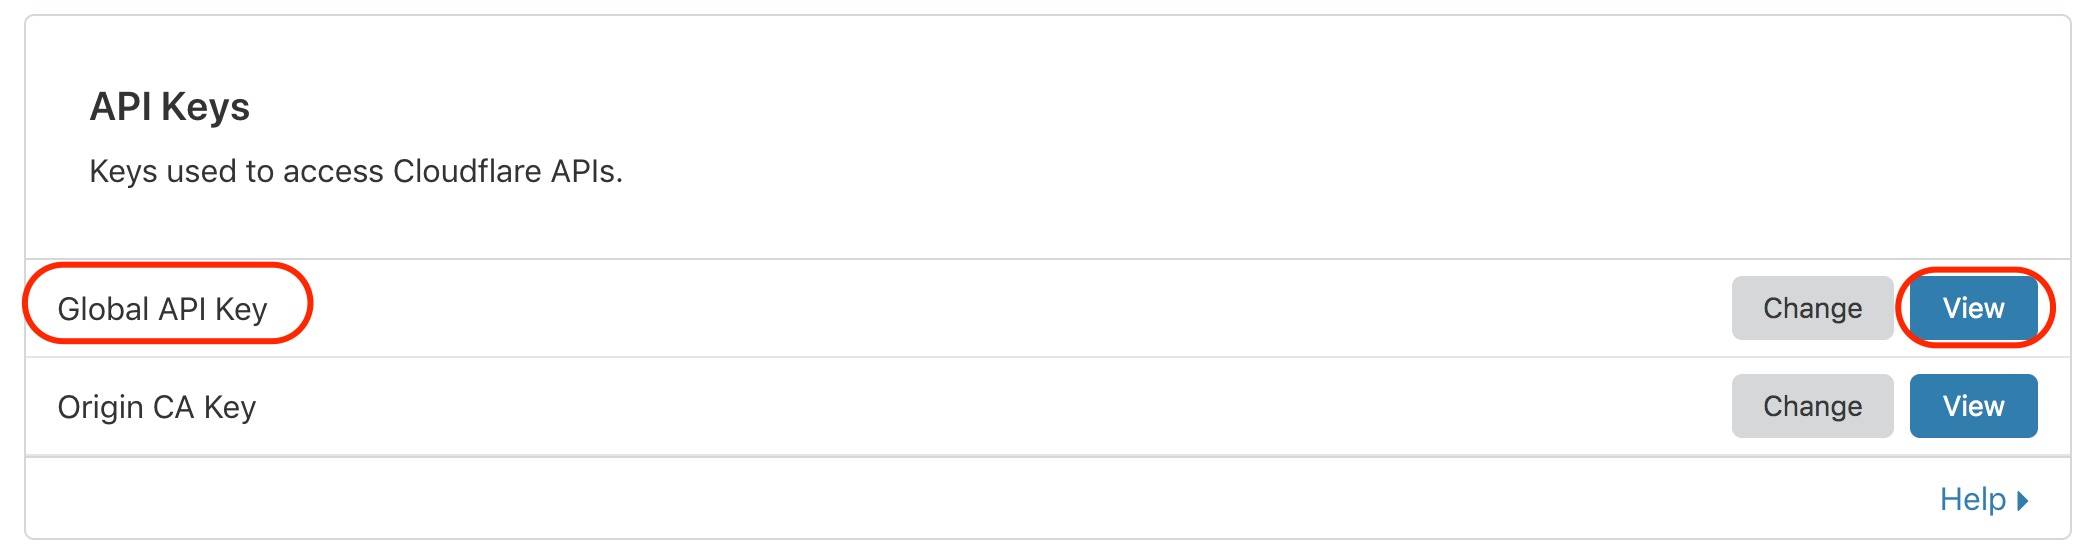 API Keys
Keys used to access Cloudflare APIs.
Global API Key Change View
Origin CA Key Change View
Help